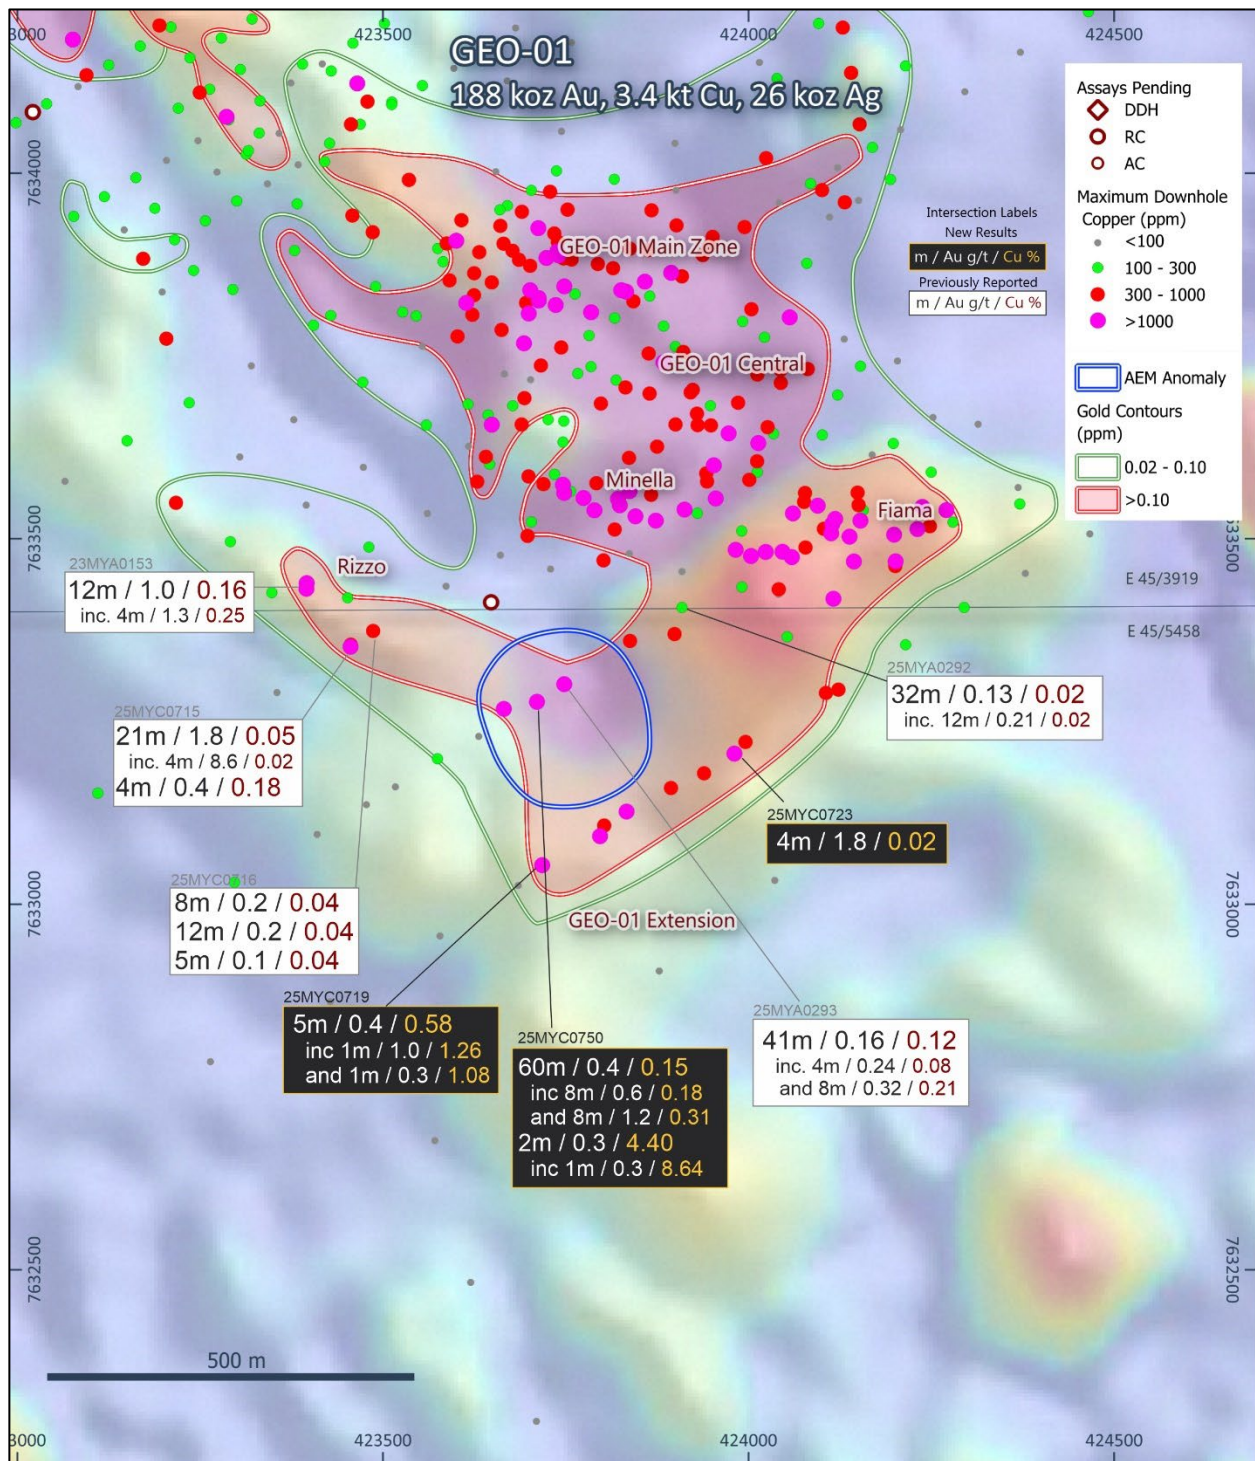 3000
423500
424000
424500
GEO-01
188 koz Au, 3.4 kt Cu, 26 koz Ag
Assays Pending
DDH
RC
AC
Maximum Downhole
Copper (ppm)
<100
100 - 300
300 - 1000
>1000
AEM Anomaly
Gold Contours
(ppm)
0.02 - 0.10
>0.10
Intersection Labels
New Results
m / Au g/t / Cu %
Previously Reported
m / Au g/t / Cu %
7634000
GEO-01 Main Zone
GEO-01 Central
Minella
Fiama
7633500
7633500
Rizzo
E 45/3919
E 45/5458
23MYA0153
12m / 1.0 / 0.16
inc. 4m / 1.3 / 0.25
25MYA0292
32m / 0.13 / 0.02
inc. 12m / 0.21 / 0.02
25MYC0715
21m / 1.8 / 0.05
inc. 4m / 8.6 / 0.02
4m / 0.4 / 0.18
25MYC0723
4m / 1.8 / 0.02
25MYC0716
8m / 0.2 / 0.04
12m / 0.2 / 0.04
5m / 0.1 / 0.04
7633000
7633000
GEO-01 Extension
25MYC0719
5m / 0.4 / 0.58
inc 1m / 1.0 / 1.26
and 1m / 0.3 / 1.08
25MYC0750
60m / 0.4 / 0.15
inc 8m / 0.6 / 0.18
and 8m / 1.2 / 0.31
2m / 0.3 / 4.40
inc 1m / 0.3 / 8.64
25MYA0293
41m / 0.16 / 0.12
inc. 4m / 0.24 / 0.08
and 8m / 0.32 / 0.21
7632500
7632500
500 m
3000
423500
424000
424500